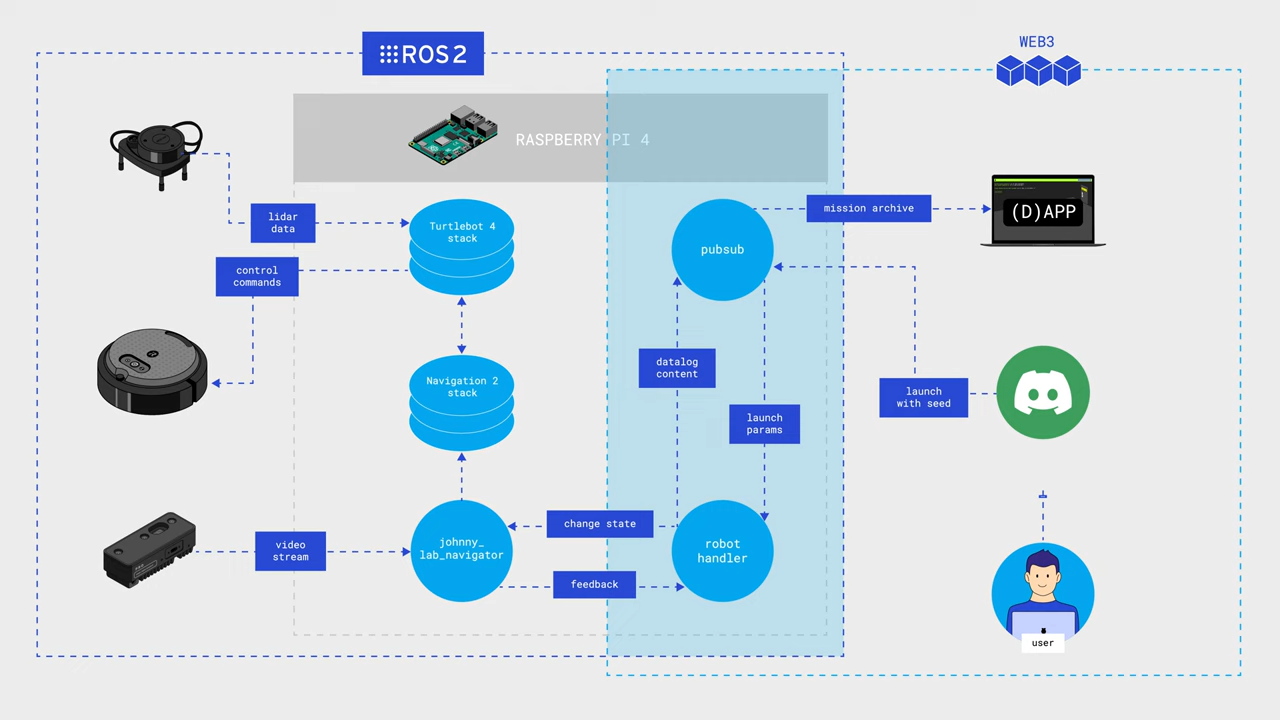 ROS2
WEB3
RASPBERRY PI 4
lidar
data
Turtlebot 4
stack
mission archive
(D)APP
control
commands
pubsub
datalog
content
Navigation 2
stack
launch
with seed
launch
params
change state
video
stream
johnny_
lab_navigator
robot
handler
feedback
user